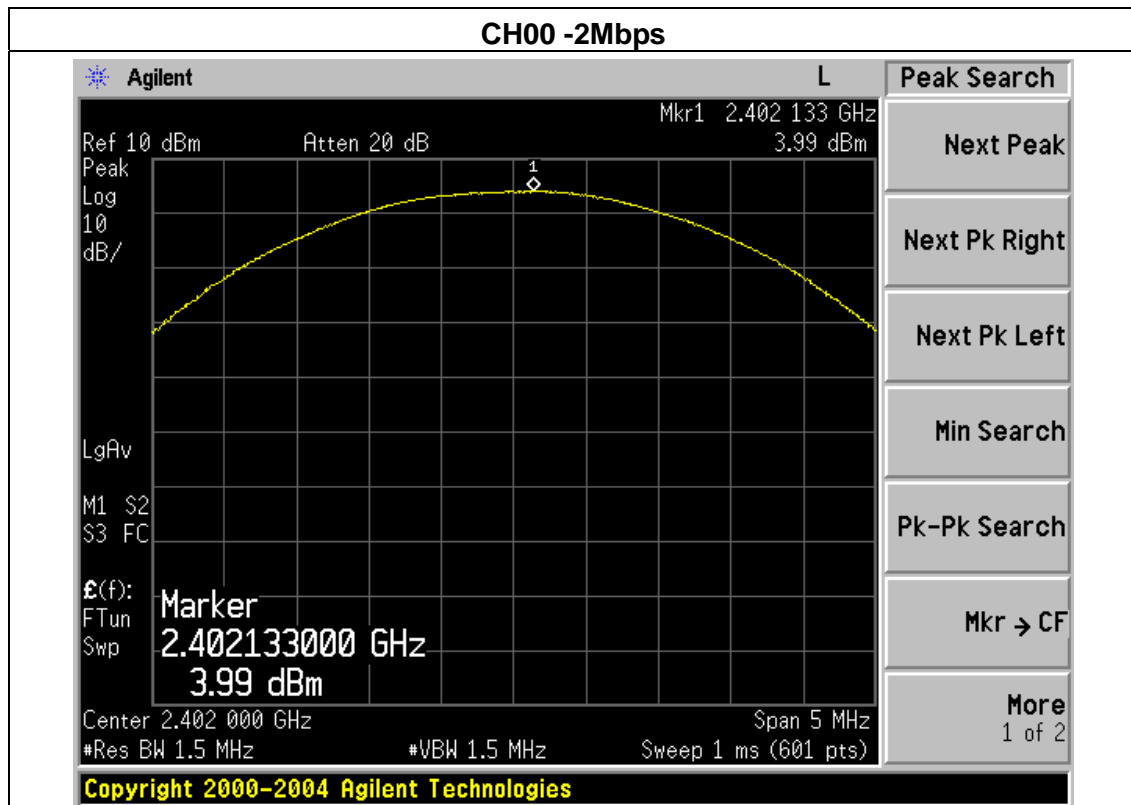 CH00 -2Mbps
Agilent
L
Peak Search
Mkr1 2.402 133 GHz
Ref 10 dBm Atten 20 dB 3.99 dBm
Peak
Log
10
dB/
1
LgAv
M1 S2
S3 FC
£(f):
FTun
Swp
Marker
2.402133000 GHz
3.99 dBm
Center 2.402 000 GHz Span 5 MHz
#Res BW 1.5 MHz #VBW 1.5 MHz Sweep 1 ms (601 pts)
Copyright 2000-2004 Agilent Technologies
Next Peak
Next Pk Right
Next Pk Left
Min Search
Pk-Pk Search
Mkr → CF
More
1 of 2